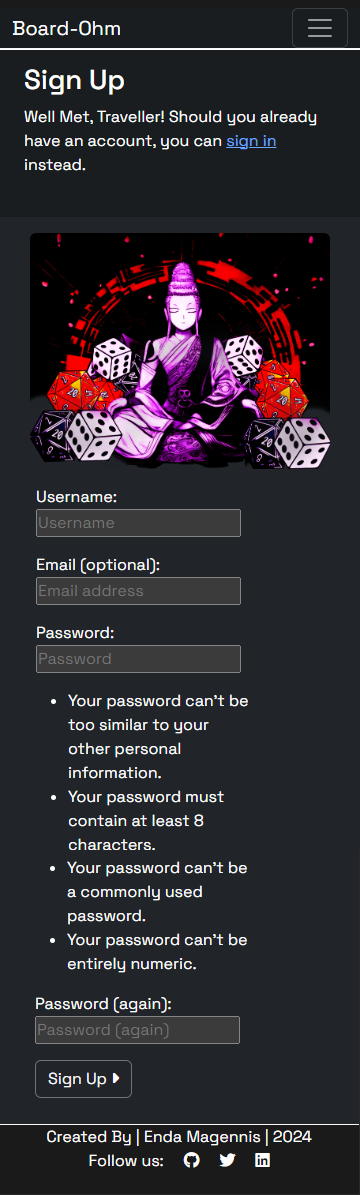 Board-Ohm
Sign Up
Well Met, Traveller! Should you already
have an account, you can sign in
instead.
Username:
Username
Email (optional):
Email address
Password:
Password
Your password can't be
too similar to your
other personal
information.
Your password must
contain at least 8
characters.
Your password can't be
a commonly used
password.
Your password can't be
entirely numeric.
Password (again):
Password (again)
Sign Up
Created By | Enda Magennis | 2024
Follow us: